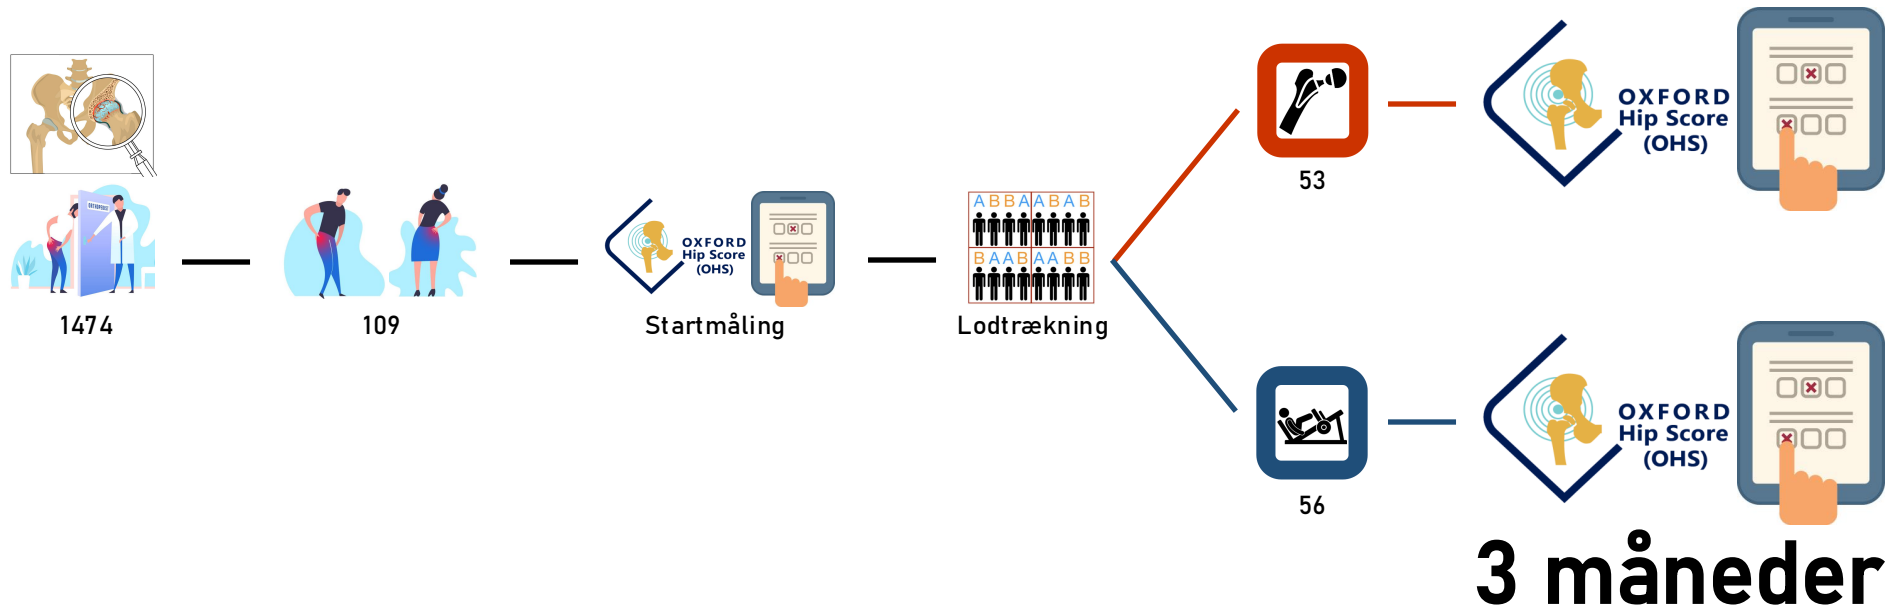 ORTHOPEDIST
1474
109
OXFORD
Hip Score
(OHS)
Startmåling
A B B A A B A B
B A A B A A B B
Lodtrækning
53
OXFORD
Hip Score
(OHS)
56
OXFORD
Hip Score
(OHS)
3 måneder